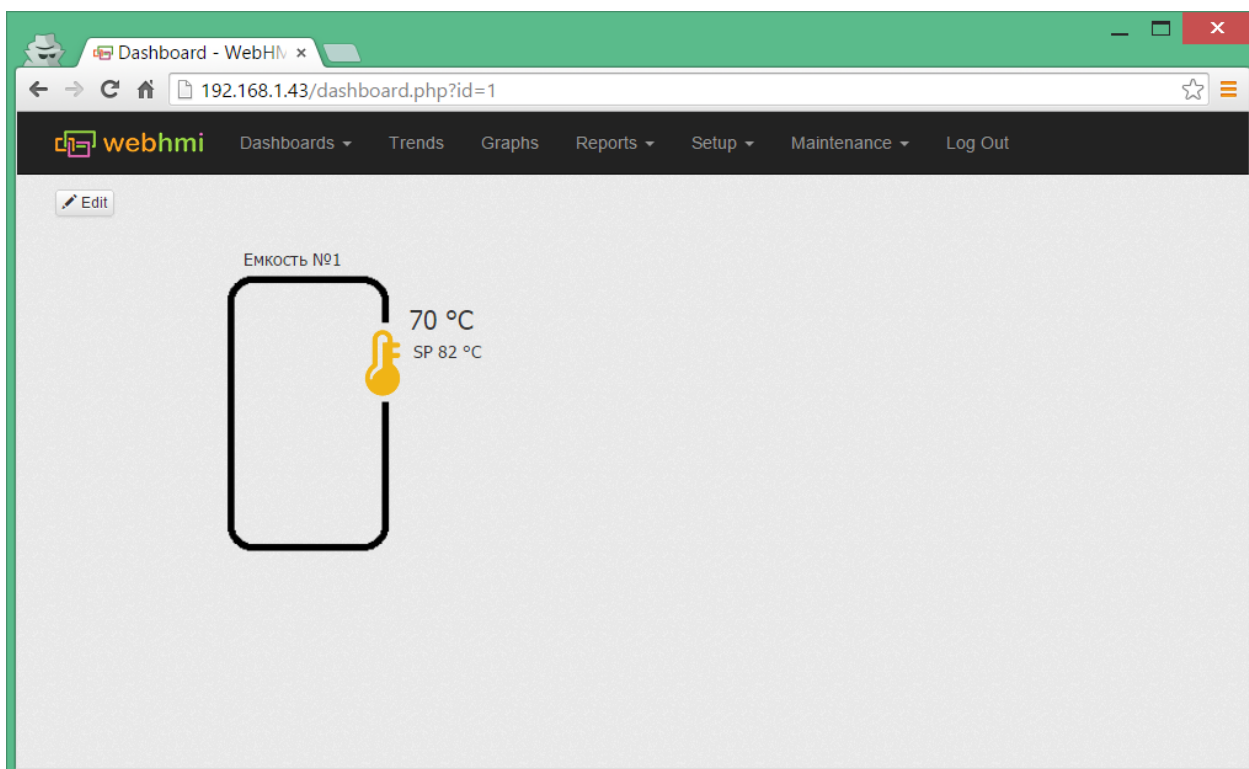 Dashboard - WebHM
192.168.1.43/dashboard.php?id=1
webhmi Dashboards Trends Graphs Reports Setup Maintenance Log Out
Edit
Емкость №1
70 °C
SP 82 °C